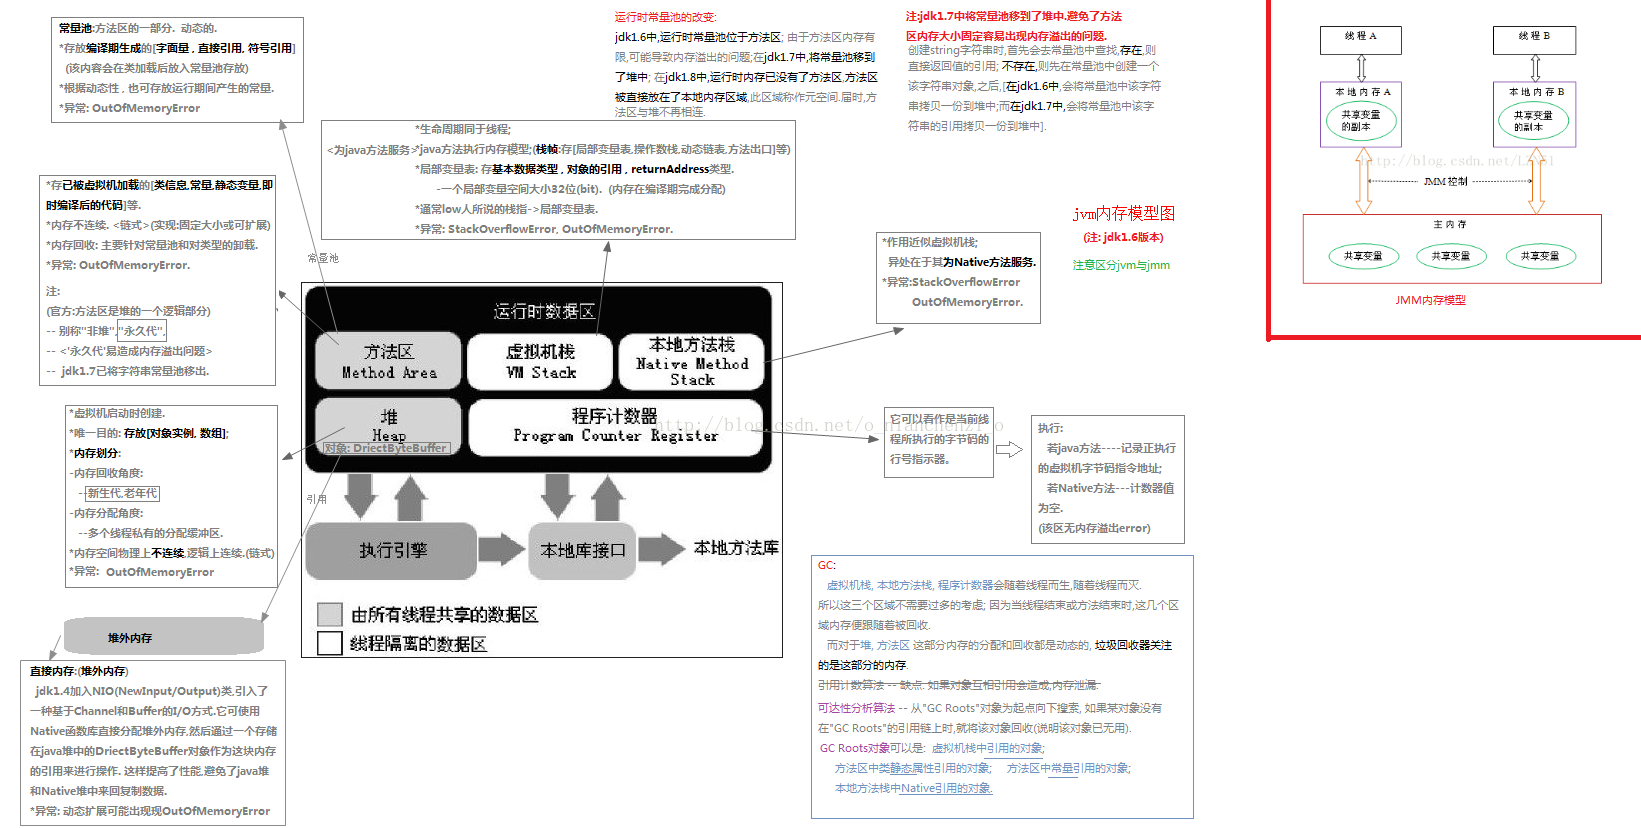 常量池:方法区的一部分. 动态的.
*存放编译期生成的[字面量 , 直接引用, 符号引用]
(该内容会在类加载后放入常量池存放)
*根据动态性 , 也可存放运行期间产生的常量.
*异常: OutOfMemoryError
运行时常量池的改变:
jdk1.6中,运行时常量池位于方法区; 由于方法区内存有
限,可能导致内存溢出的问题;在jdk1.7中,将常量池移到
了堆中; 在jdk1.8中,运行时内存已没有了方法区,方法区
被直接放在了本地内存区域,此区域称作元空间.届时,方
法区与堆不再相连.
注:jdk1.7中将常量池移到了堆中.避免了方法
区内存大小固定容易出现内存溢出的问题.
创建string字符串时,首先会去常量池中查找,存在,则
直接返回值的引用; 不存在,则先在常量池中创建一个
该字符串对象,之后,[在jdk1.6中,会将常量池中该字符
串拷贝一份到堆中;而在jdk1.7中,会将常量池中该字
符串的引用拷贝一份到堆中].
*生命周期同于线程;
<为java方法服务>*java方法执行内存模型;(栈帧:存[局部变量表,操作数栈,动态链表,方法出口]等)
*局部变量表: 存基本数据类型 , 对象的引用 , returnAddress类型.
-一个局部变量空间大小32位(bit). (内存在编译期完成分配)
*通常low人所说的栈指->局部变量表.
*异常: StackOverflowError, OutOfMemoryError.
*存已被虚拟机加载的[类信息,常量,静态变量,即
时编译后的代码]等.
*内存不连续. <链式>(实现:固定大小或可扩展)
*内存回收: 主要针对常量池和对类型的卸载.
*异常: OutOfMemoryError.
注:
(官方:方法区是堆的一个逻辑部分)
-- 别称"非堆","永久代".
-- <'永久代'易造成内存溢出问题>
-- jdk1.7已将字符串常量池移出.
常量池
*作用近似虚拟机栈;
异处在于其为Native方法服务.
*异常:StackOverflowError
OutOfMemoryError.
jvm内存模型图
(注: jdk1.6版本)
注意区分jvm与jmm
线程 A
线程 B
本地内存 A
本地内存 B
共享变量
的副本
共享变量
的副本
JMM 控制
主内存
共享变量
共享变量
共享变量
JMM内存模型
运行时数据区
方法区
Method Area
虚拟机栈
VM Stack
本地方法栈
Native Method
Stack
堆
Heap
对象: DriectByteBuffer
程序计数器
Program Counter Register
执行引擎
本地库接口
本地方法库
由所有线程共享的数据区
线程隔离的数据区
*虚拟机启动时创建.
*唯一目的: 存放[对象实例, 数组];
*内存划分:
-内存回收角度:
--新生代,老年代
-内存分配角度:
--多个线程私有的分配缓冲区.
*内存空间物理上不连续,逻辑上连续.(链式)
*异常: OutOfMemoryError
引用
它可以看作是当前线
程所执行的字节码的
行号指示器。
执行:
若java方法----记录正执行
的虚拟机字节码指令地址;
若Native方法---计数器值
为空.
(该区无内存溢出error)
堆外内存
直接内存:(堆外内存)
jdk1.4加入NIO(NewInput/Output)类,引入了
一种基于Channel和Buffer的I/O方式.它可使用
Native函数库直接分配堆外内存,然后通过一个存储
在java堆中的DriectByteBuffer对象作为这块内存
的引用来进行操作. 这样提高了性能,避免了java堆
和Native堆中来回复制数据.
*异常: 动态扩展可能出现现OutOfMemoryError
GC:
虚拟机栈, 本地方法栈, 程序计数器会随着线程而生,随着线程而灭.
所以这三个区域不需要过多的考虑; 因为当线程结束或方法结束时,这几个区
域内存便跟随着被回收.
而对于堆, 方法区 这部分内存的分配和回收都是动态的, 垃圾回收器关注
的是这部分的内存.
引用计数算法 -- 缺点: 如果对象互相引用会造成,内存泄漏.
可达性分析算法 -- 从"GC Roots"对象为起点向下搜索, 如果某对象没有
在"GC Roots"的引用链上时,就将该对象回收(说明该对象已无用).
GC Roots对象可以是: 虚拟机栈中引用的对象;
方法区中类静态属性引用的对象; 方法区中常量引用的对象;
本地方法栈中Native引用的对象.